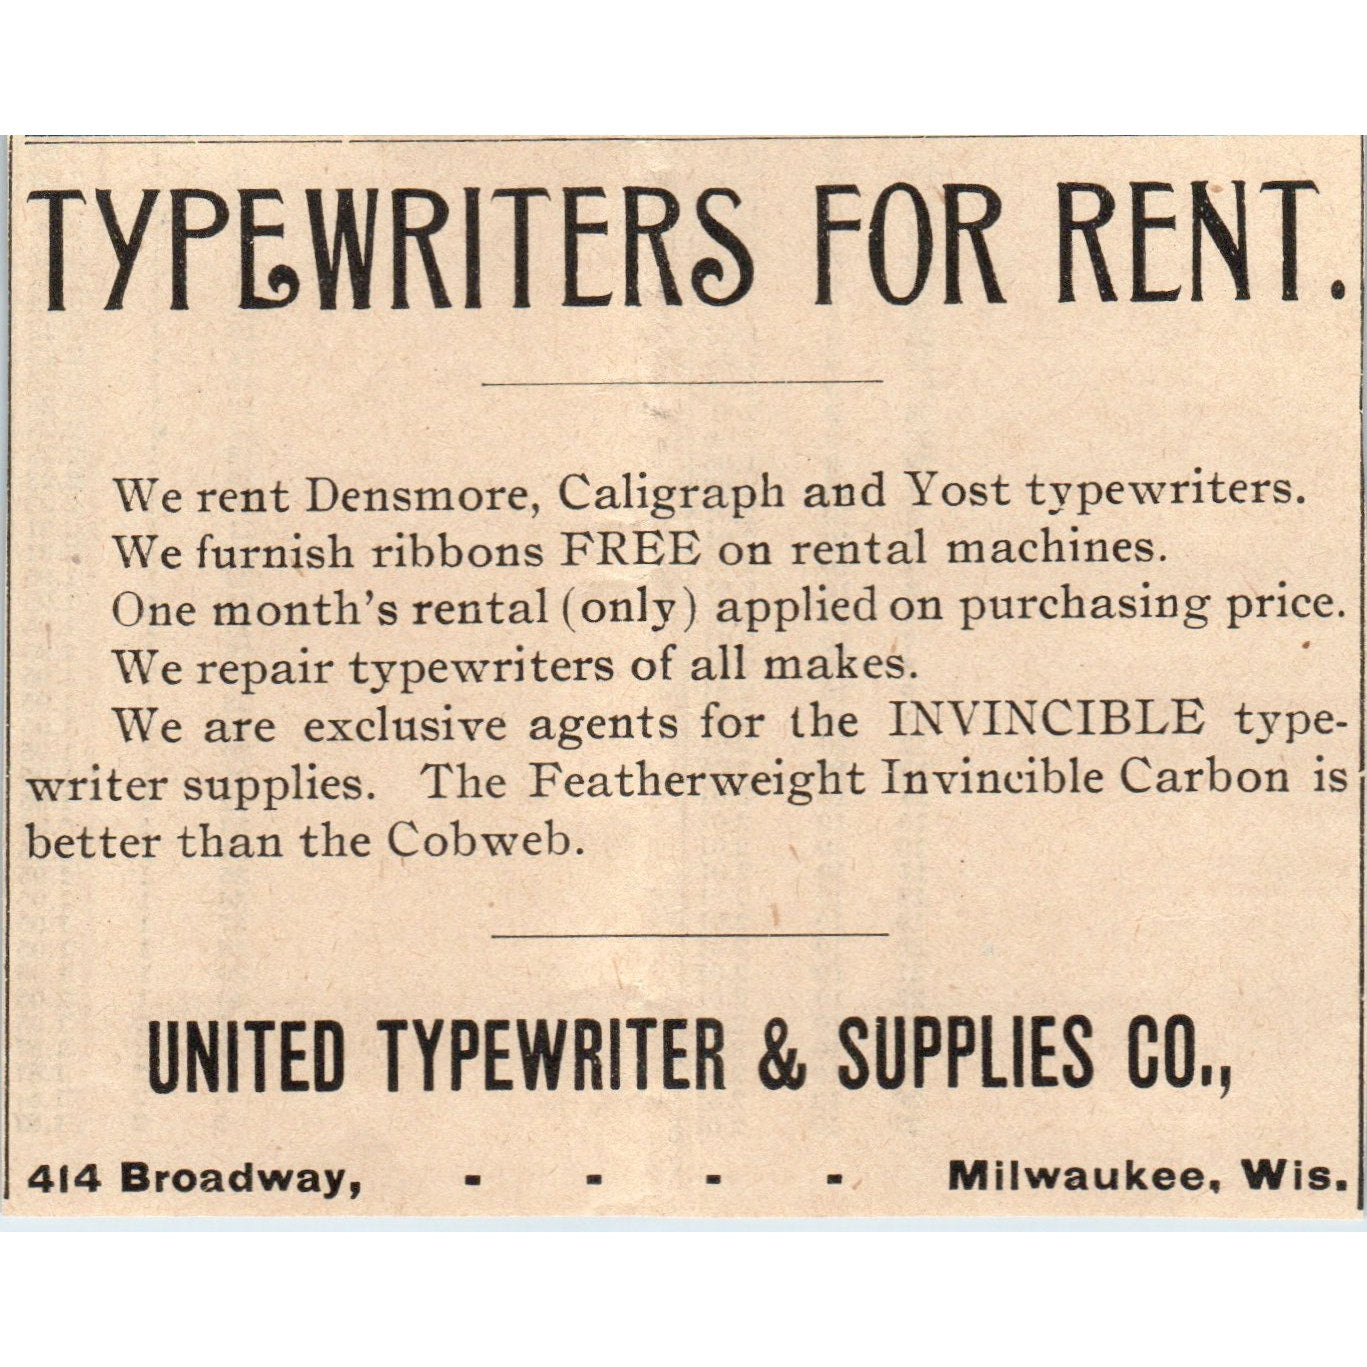 TYPEWRITERS FOR RENT.
We rent Densmore, Caligraph and Yost typewriters.
We furnish ribbons FREE on rental machines.
One month's rental (only) applied on purchasing price.
We repair typewriters of all makes.
We are exclusive agents for the INVINCIBLE type-
writer supplies. The Featherweight Invincible Carbon is
better than the Cobweb.
UNITED TYPEWRITER & SUPPLIES CO.,
414 Broadway, - - - - Milwaukee, Wis.